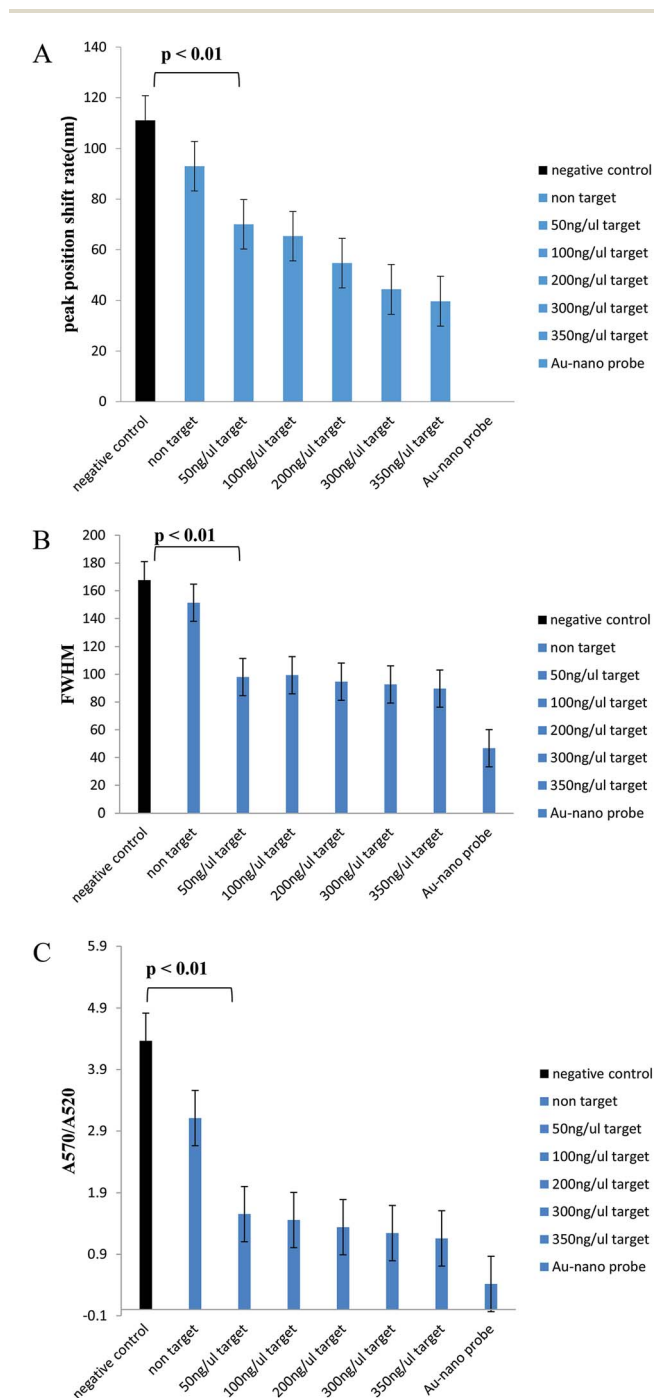 A
p < 0.01
peak position shift rate(nm)
140
120
100
80
60
40
20
0
negative control
non target
50ng/ul target
100ng/ul target
200ng/ul target
300ng/ul target
350ng/ul target
Au-nano probe
negative control
non target
50ng/ul target
100ng/ul target
200ng/ul target
300ng/ul target
350ng/ul target
Au-nano probe
B
p < 0.01
FWHM
200
180
160
140
120
100
80
60
40
20
0
negative control
non target
50ng/ul target
100ng/ul target
200ng/ul target
300ng/ul target
350ng/ul target
Au-nano probe
negative control
non target
50ng/ul target
100ng/ul target
200ng/ul target
300ng/ul target
350ng/ul target
Au-nano probe
C
p < 0.01
A570/A520
5.9
4.9
3.9
2.9
1.9
0.9
-0.1
negative control
non target
50ng/ul target
100ng/ul target
200ng/ul target
300ng/ul target
350ng/ul target
Au-nano probe
negative control
non target
50ng/ul target
100ng/ul target
200ng/ul target
300ng/ul target
350ng/ul target
Au-nano probe